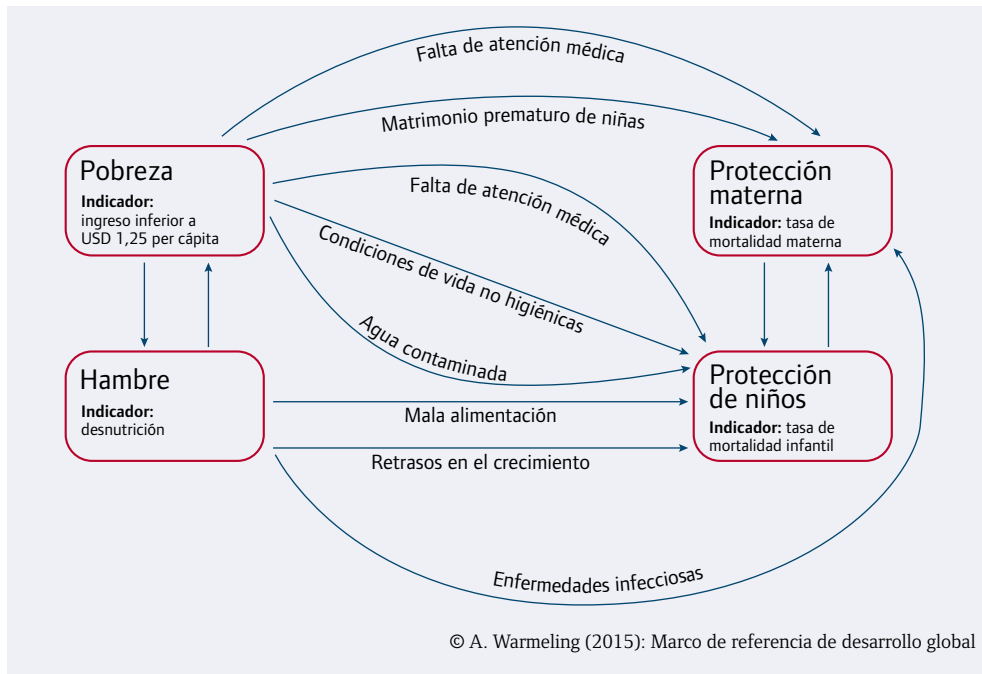 Falta de atención médica
Matrimonio prematuro de niñas
Pobreza
Indicador:
ingreso inferior a
USD 1,25 per cápita
Protección
materna
Indicador: tasa de
mortalidad materna
Falta de atención médica
Condiciones de vida no higiénicas
Agua contaminada
Hambre
Indicador:
desnutrición
Protección
de niños
Indicador: tasa de
mortalidad infantil
Mala alimentación
Retrasos en el crecimiento
Enfermedades infecciosas
© A. Warmeling (2015): Marco de referencia de desarrollo global